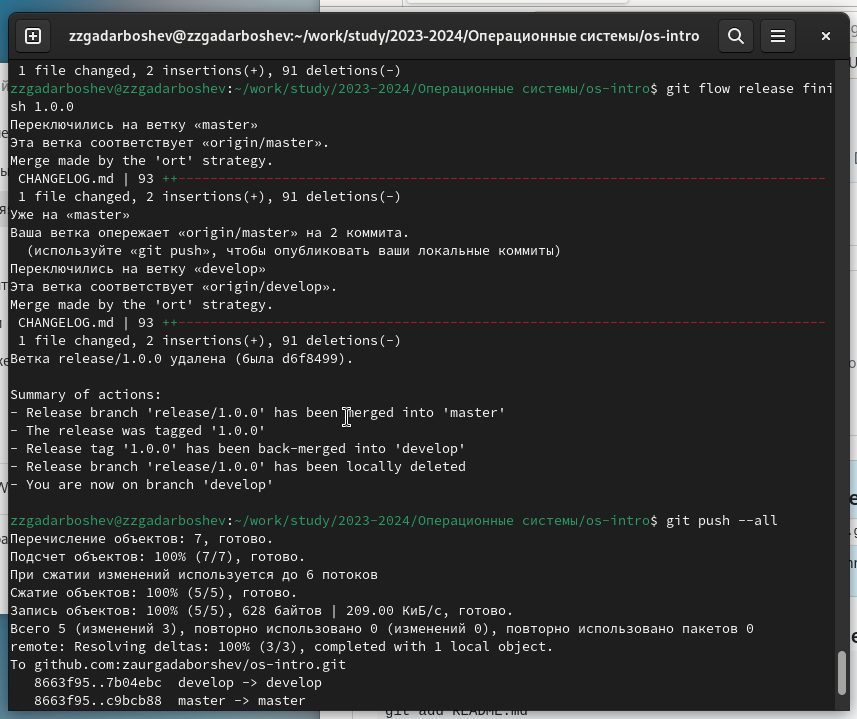 zzgadarboshev@zzgadarboshev:~/work/study/2023-2024/Операционные системы/os-intro
1 file changed, 2 insertions(+), 91 deletions(-)
zzgadarboshev@zzgadarboshev:~/work/study/2023-2024/Операционные системы/os-intro$ git flow release fini
sh 1.0.0
Переключились на ветку «master»
Эта ветка соответствует «origin/master».
Merge made by the 'ort' strategy.
CHANGELOG.md | 93 ++---------------------------------------------------------------------------------
1 file changed, 2 insertions(+), 91 deletions(-)
Уже на «master»
Ваша ветка опережает «origin/master» на 2 коммита.
(используйте «git push», чтобы опубликовать ваши локальные коммиты)
Переключились на ветку «develop»
Эта ветка соответствует «origin/develop».
Merge made by the 'ort' strategy.
CHANGELOG.md | 93 ++---------------------------------------------------------------------------------
1 file changed, 2 insertions(+), 91 deletions(-)
Ветка release/1.0.0 удалена (была d6f8499).
Summary of actions:
- Release branch 'release/1.0.0' has been merged into 'master'
- The release was tagged '1.0.0'
- Release tag '1.0.0' has been back-merged into 'develop'
- Release branch 'release/1.0.0' has been locally deleted
- You are now on branch 'develop'
zzgadarboshev@zzgadarboshev:~/work/study/2023-2024/Операционные системы/os-intro$ git push --all
Перечисление объектов: 7, готово.
Подсчет объектов: 100% (7/7), готово.
При сжатии изменений используется до 6 потоков
Сжатие объектов: 100% (5/5), готово.
Запись объектов: 100% (5/5), 628 байтов | 209.00 КиБ/с, готово.
Всего 5 (изменений 3), повторно использовано 0 (изменений 0), повторно использовано пакетов 0
remote: Resolving deltas: 100% (3/3), completed with 1 local object.
To github.com:zaurgadaborshev/os-intro.git
8663f95..7b04ebc  develop -> develop
8663f95..c9bcb88  master -> master
git add README.md